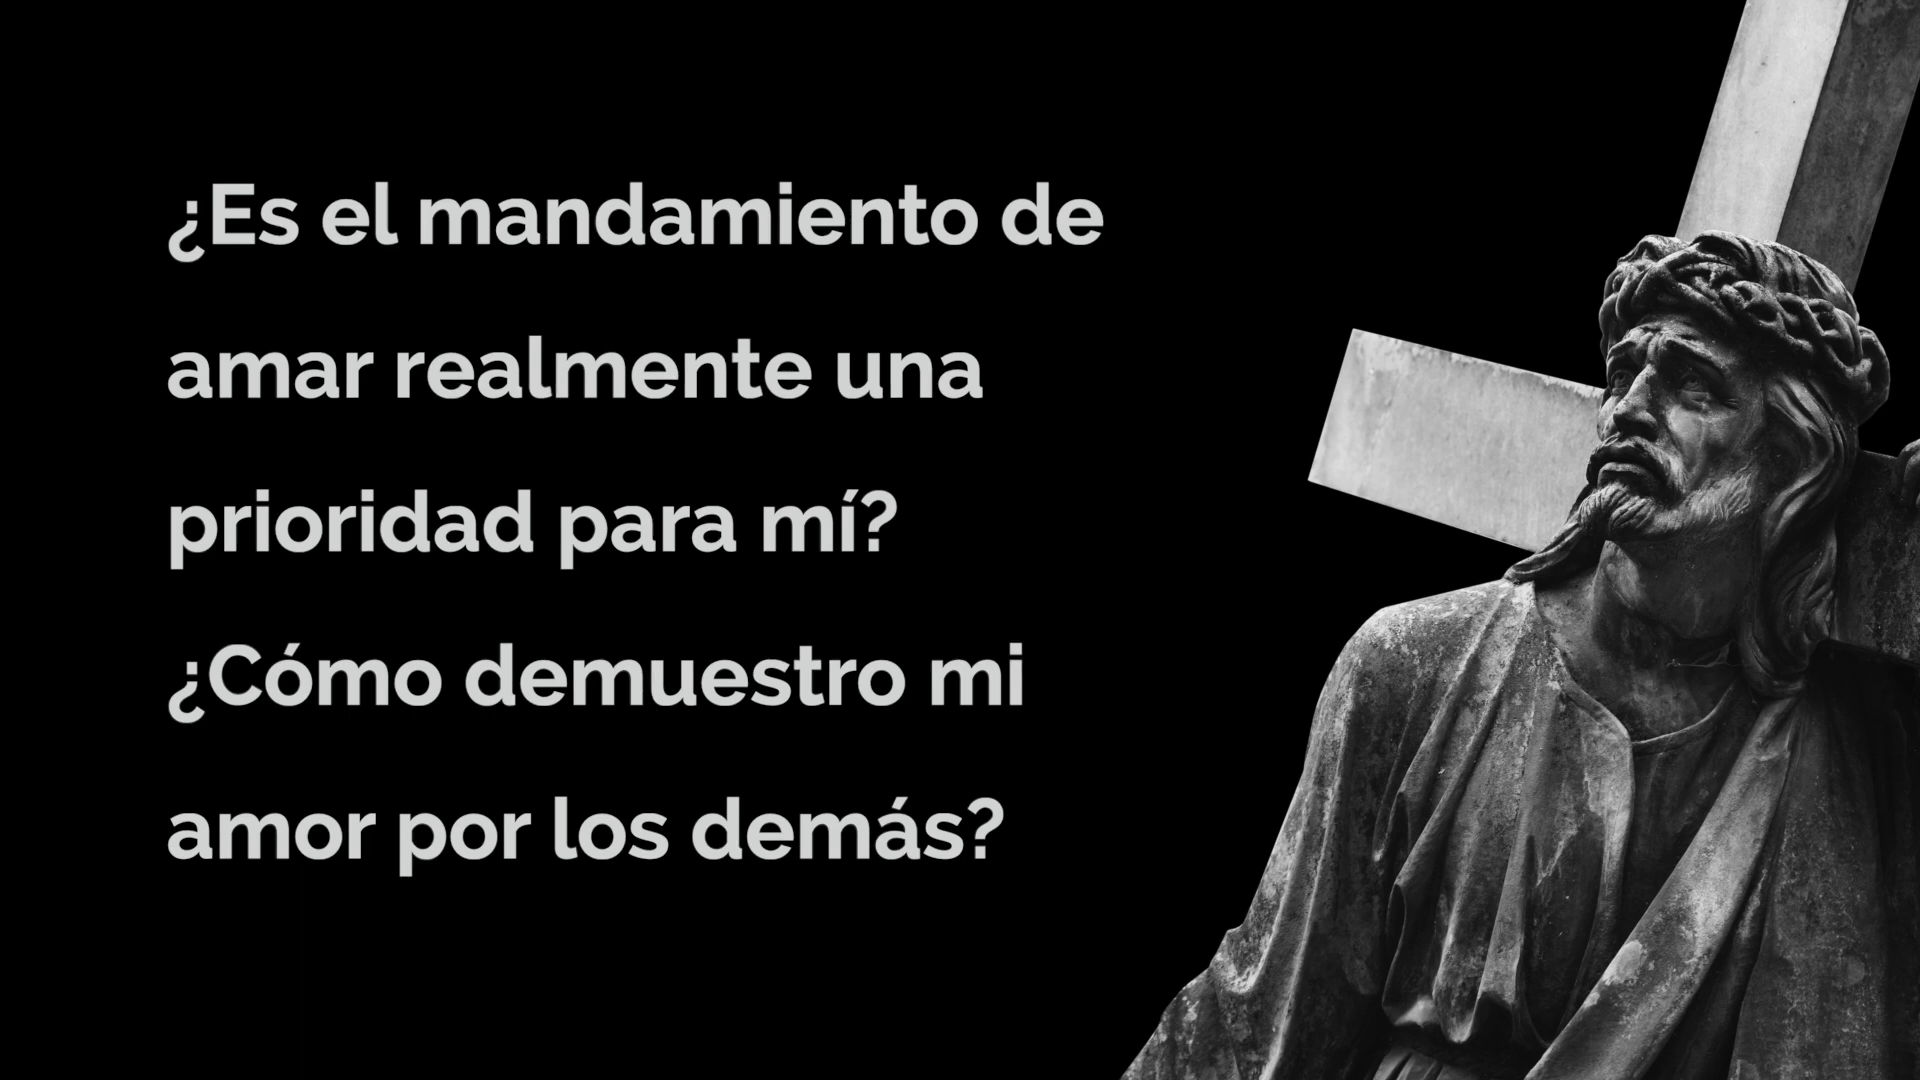 ¿Es el mandamiento de
amar realmente una
prioridad para mí?
¿Cómo demuestro mi
amor por los demás?